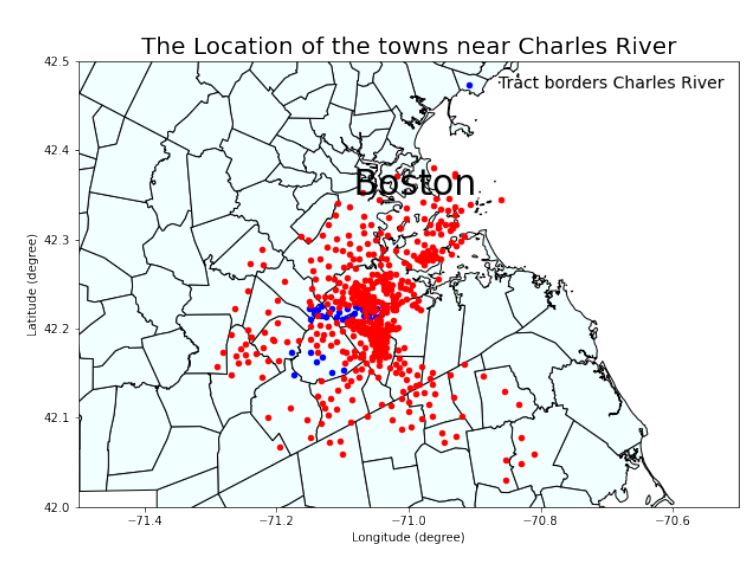 The Location of the towns near Charles River
42.5
Tract borders Charles River
42.4
Boston
42.3
Latitude (degree)
42.2
42.1
42.0
−71.4 −71.2 −71.0 −70.8 −70.6
Longitude (degree)